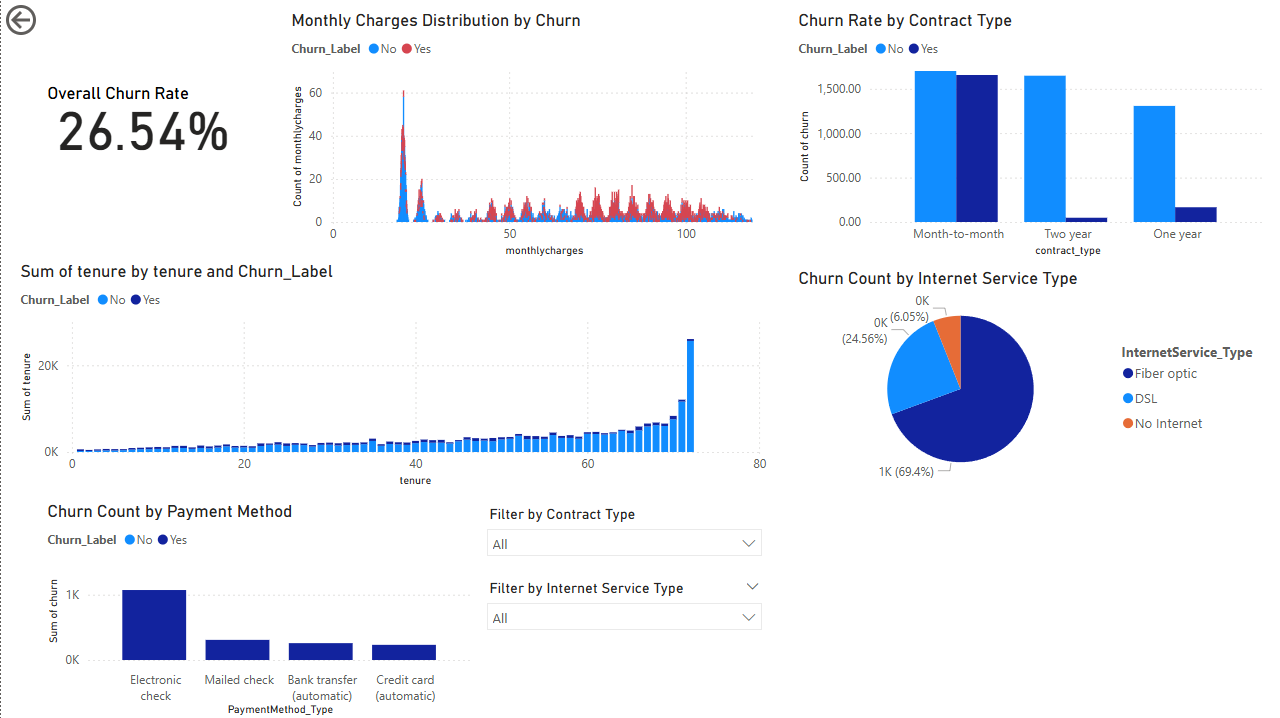 Monthly Charges Distribution by Churn
Churn_Label No Yes
Count of monthlycharges
60
40
20
0
0 50 100
monthlycharges
Churn Rate by Contract Type
Churn_Label No Yes
Count of churn
1,500.00
1,000.00
500.00
0.00
Month-to-month Two year One year
contract_type
Overall Churn Rate
26.54%
Sum of tenure by tenure and Churn_Label
Churn_Label No Yes
Sum of tenure
20K
0K
0 20 40 60 80
tenure
Churn Count by Internet Service Type
0K
(6.05%)
0K
(24.56%)
1K (69.4%)
InternetService_Type
Fiber optic
DSL
No Internet
Churn Count by Payment Method
Churn_Label No Yes
Sum of churn
1K
0K
Electronic
check
Mailed check
Bank transfer
(automatic)
Credit card
(automatic)
PaymentMethod_Type
Filter by Contract Type
All
Filter by Internet Service Type
All